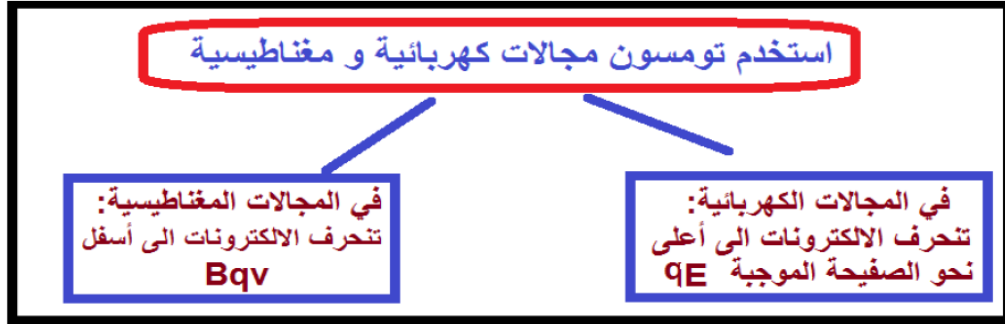 استخدم تومسون مجالات كهربائية و مغناطيسية
في المجالات الكهربائية:
تنحرف الالكترونات الى أعلى
نحو الصفيحة الموجبة qE
في المجالات المغناطيسية:
تنحرف الالكترونات الى أسفل
Bqv